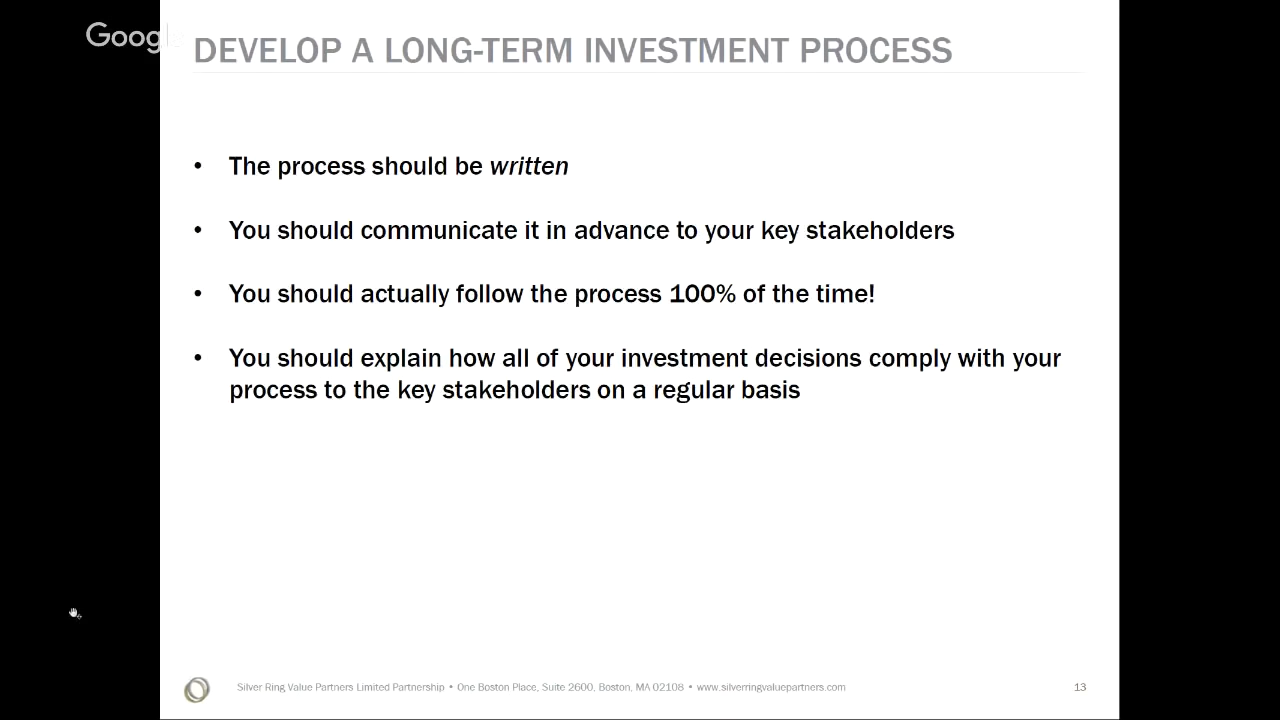 Google
DEVELOP A LONG-TERM INVESTMENT PROCESS
• The process should be written
• You should communicate it in advance to your key stakeholders
• You should actually follow the process 100% of the time!
• You should explain how all of your investment decisions comply with your
process to the key stakeholders on a regular basis
Silver Ring Value Partners Limited Partnership • One Boston Place, Suite 2600, Boston, MA 02108 • www.silverringvaluepartners.com
13